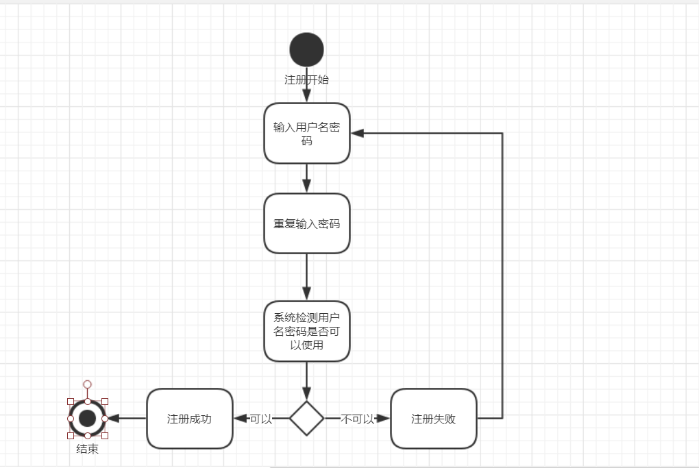 注册开始
输入用户名密
码
重复输入密码
系统检测用户
名密码是否可
以使用
注册成功
可以
不可以
注册失败
结束